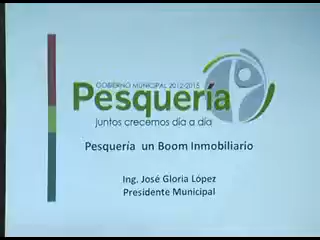 GOBIERNO MUNICIPAL 2012-2015
Pesquería
juntos crecemos día a día
Pesquería un Boom Inmobiliario
Ing. José Gloria López
Presidente Municipal